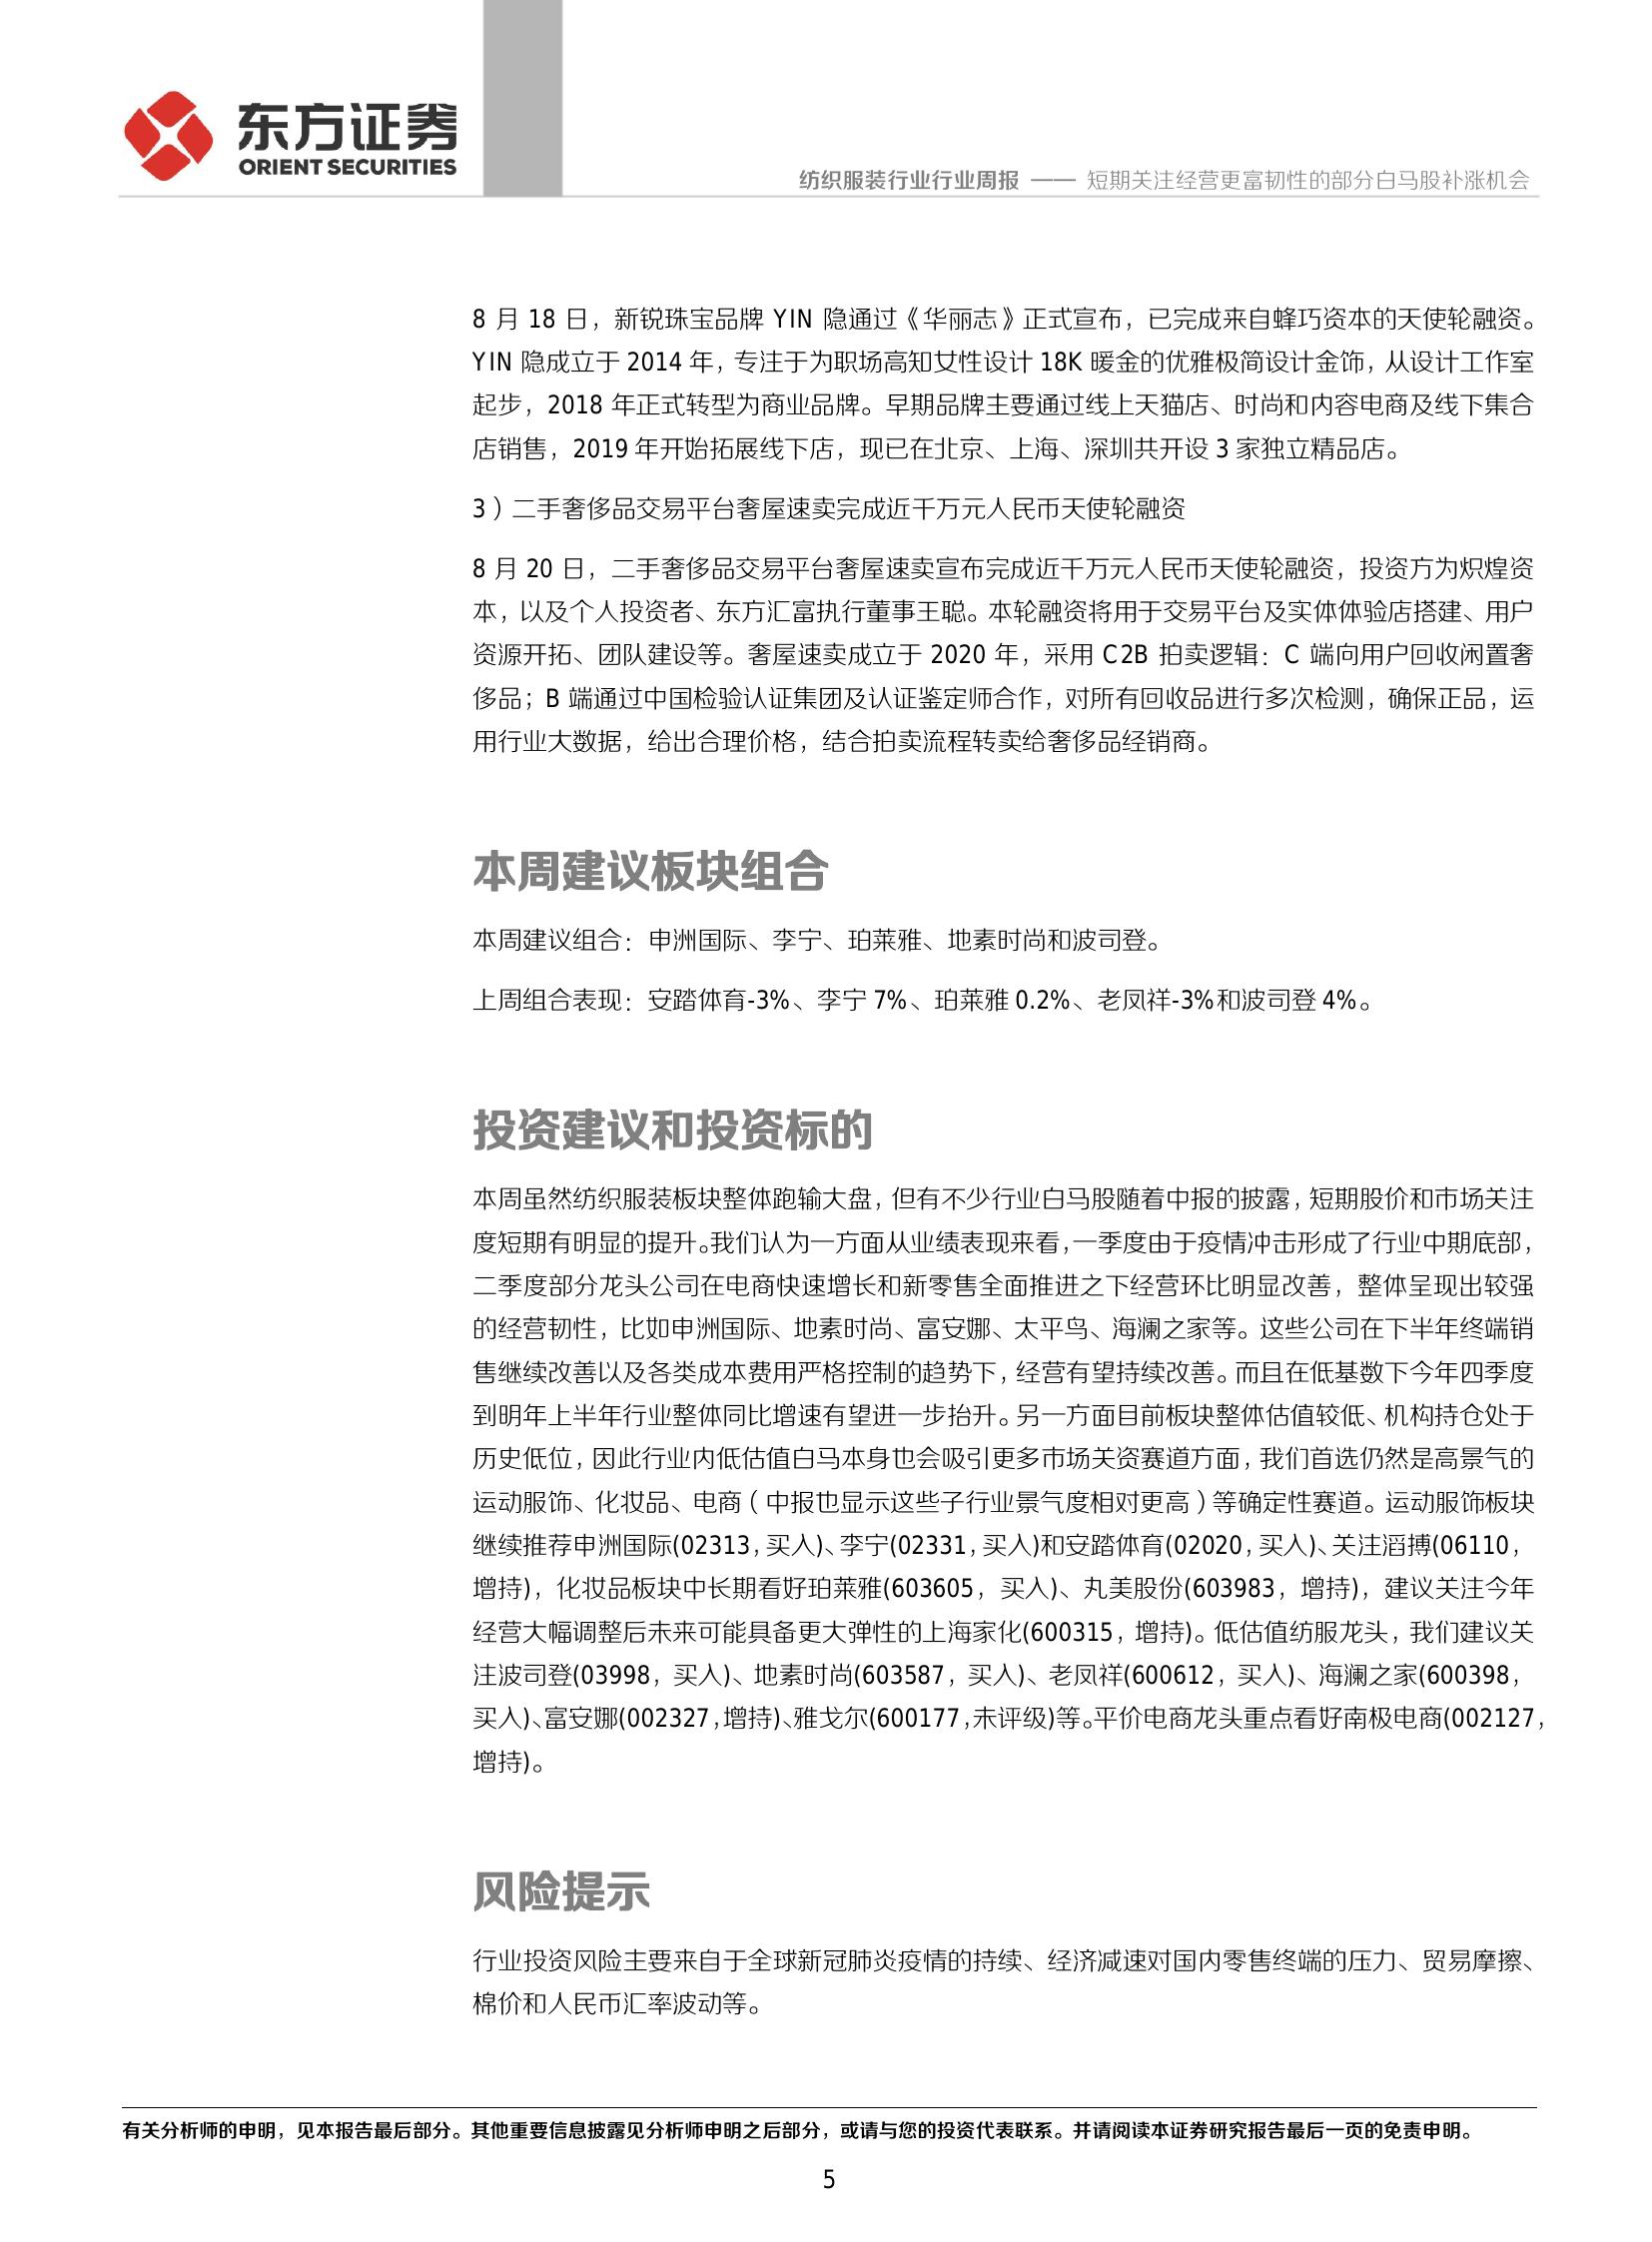 东方证券
ORIENT SECURITIES
纺织服装行业行业周报 —— 短期关注经营更富韧性的部分白马股补涨机会
8 月 18 日，新锐珠宝品牌 YIN 隐通过《华丽志》正式宣布，已完成来自蜂巧资本的天使轮融资。
YIN 隐成立于 2014 年，专注于为职场高知女性设计 18K 暖金的优雅极简设计金饰，从设计工作室
起步，2018 年正式转型为商业品牌。早期品牌主要通过线上天猫店、时尚和内容电商及线下集合
店销售，2019 年开始拓展线下店，现已在北京、上海、深圳共开设 3 家独立精品店。
3）二手奢侈品交易平台奢屋速卖完成近千万元人民币天使轮融资
8 月 20 日，二手奢侈品交易平台奢屋速卖宣布完成近千万元人民币天使轮融资，投资方为炽煌资
本，以及个人投资者、东方汇富执行董事王聪。本轮融资将用于交易平台及实体体验店搭建、用户
资源开拓、团队建设等。奢屋速卖成立于 2020 年，采用 C2B 拍卖逻辑：C 端向用户回收闲置奢
侈品；B 端通过中国检验认证集团及认证鉴定师合作，对所有回收品进行多次检测，确保正品，运
用行业大数据，给出合理价格，结合拍卖流程转卖给奢侈品经销商。
本周建议板块组合
本周建议组合：申洲国际、李宁、珀莱雅、地素时尚和波司登。
上周组合表现：安踏体育-3%、李宁 7%、珀莱雅 0.2%、老凤祥-3%和波司登 4%。
投资建议和投资标的
本周虽然纺织服装板块整体跑输大盘，但有不少行业白马股随着中报的披露，短期股价和市场关注
度短期有明显的提升。我们认为一方面从业绩表现来看，一季度由于疫情冲击形成了行业中期底部，
二季度部分龙头公司在电商快速增长和新零售全面推进之下经营环比明显改善，整体呈现出较强
的经营韧性，比如申洲国际、地素时尚、富安娜、太平鸟、海澜之家等。这些公司在下半年终端销
售继续改善以及各类成本费用严格控制的趋势下，经营有望持续改善。而且在低基数下今年四季度
到明年上半年行业整体同比增速有望进一步抬升。另一方面目前板块整体估值较低、机构持仓处于
历史低位，因此行业内低估值白马本身也会吸引更多市场关资赛道方面，我们首选仍然是高景气的
运动服饰、化妆品、电商（中报也显示这些子行业景气度相对更高）等确定性赛道。运动服饰板块
继续推荐申洲国际(02313，买入)、李宁(02331，买入)和安踏体育(02020，买入)、关注滔搏(06110，
增持)，化妆品板块中长期看好珀莱雅(603605，买入)、丸美股份(603983，增持)，建议关注今年
经营大幅调整后未来可能具备更大弹性的上海家化(600315，增持)。低估值纺服龙头，我们建议关
注波司登(03998，买入)、地素时尚(603587，买入)、老凤祥(600612，买入)、海澜之家(600398，
买入)、富安娜(002327，增持)、雅戈尔(600177，未评级)等。平价电商龙头重点看好南极电商(002127，
增持)。
风险提示
行业投资风险主要来自于全球新冠肺炎疫情的持续、经济减速对国内零售终端的压力、贸易摩擦、
棉价和人民币汇率波动等。
有关分析师的申明，见本报告最后部分。其他重要信息披露见分析师申明之后部分，或请与您的投资代表联系。并请阅读本证券研究报告最后一页的免责申明。
5